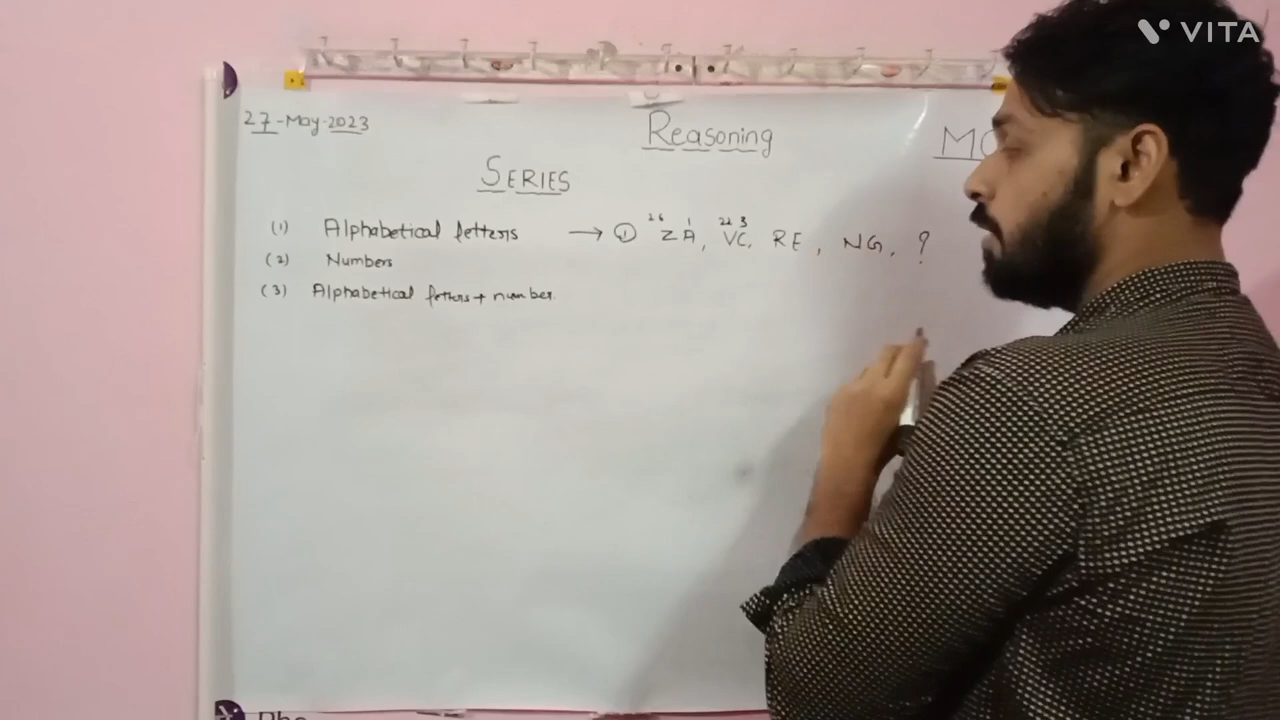 VITA
27-May-2023
Reasoning
SERIES
(1) Alphabetical letters → ① ZA, VC, RE, NG, ?
26 1 22 3
(2) Numbers
(3) Alphabetical letters + number.